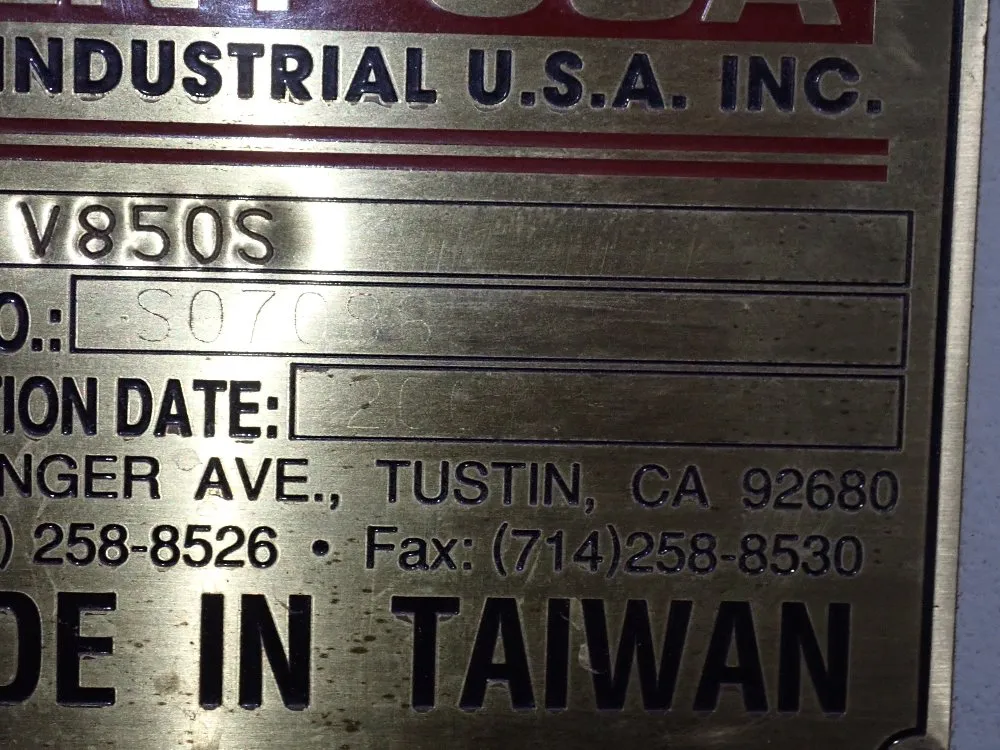 USA
INDUSTRIAL U.S.A. INC.
V850S
O.:
TION DATE:
NGER AVE., TUSTIN, CA 92680
) 258-8526 • Fax: (714)258-8530
DE IN TAIWAN